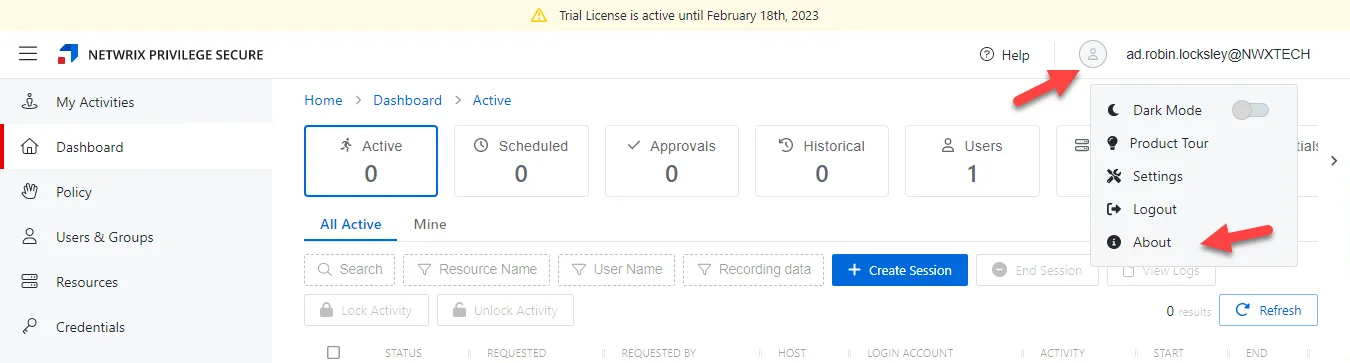 Trial License is active until February 18th, 2023
NETWRIX PRIVILEGE SECURE
Help
ad.robin.locksley@NWXTECH
My Activities
Dashboard
Policy
Users & Groups
Resources
Credentials
Home > Dashboard > Active
Active
0
Scheduled
0
Approvals
0
Historical
0
Users
1
Dark Mode
Product Tour
Settings
Logout
About
All Active Mine
Search Resource Name User Name Recording data + Create Session End Session View Logs
Lock Activity Unlock Activity 0 results Refresh
STATUS REQUESTED REQUESTED BY HOST LOGIN ACCOUNT ACTIVITY START END